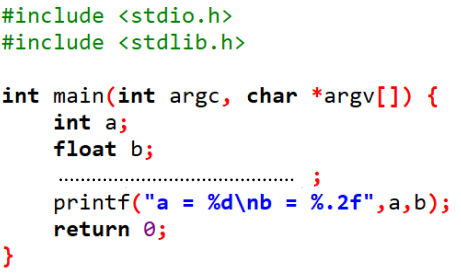 #include <stdio.h>
#include <stdlib.h>
int main(int argc, char *argv[]) {
int a;
float b;
........................................... ;
printf("a = %d\nb = %.2f",a,b);
return 0;
}